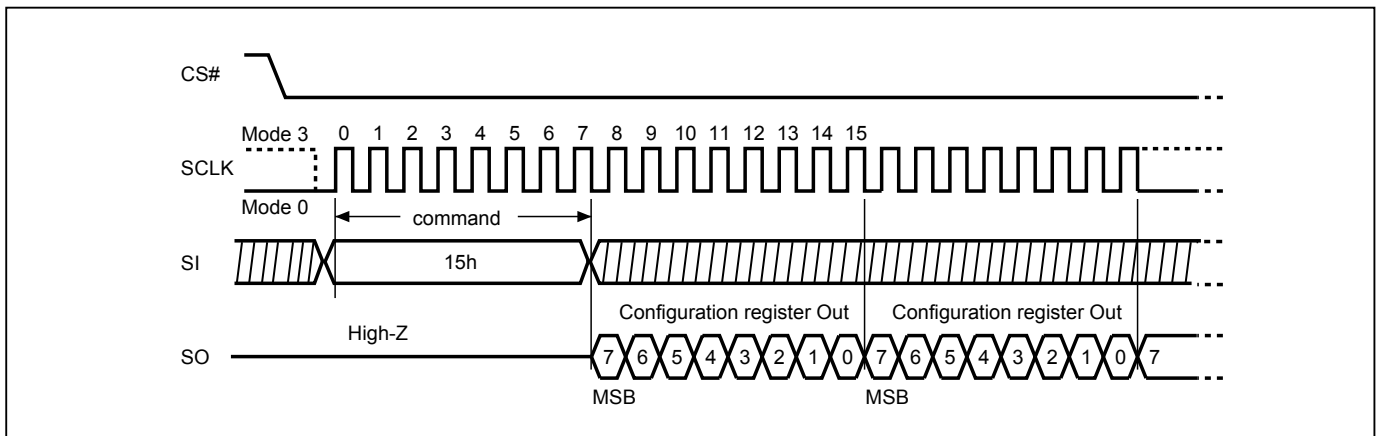 CS#
Mode 3 0 1 2 3 4 5 6 7 8 9 10 11 12 13 14 15
SCLK
Mode 0
command
SI 15h
Configuration register Out Configuration register Out
High-Z
SO 7 6 5 4 3 2 1 0 7 6 5 4 3 2 1 0 7
MSB MSB